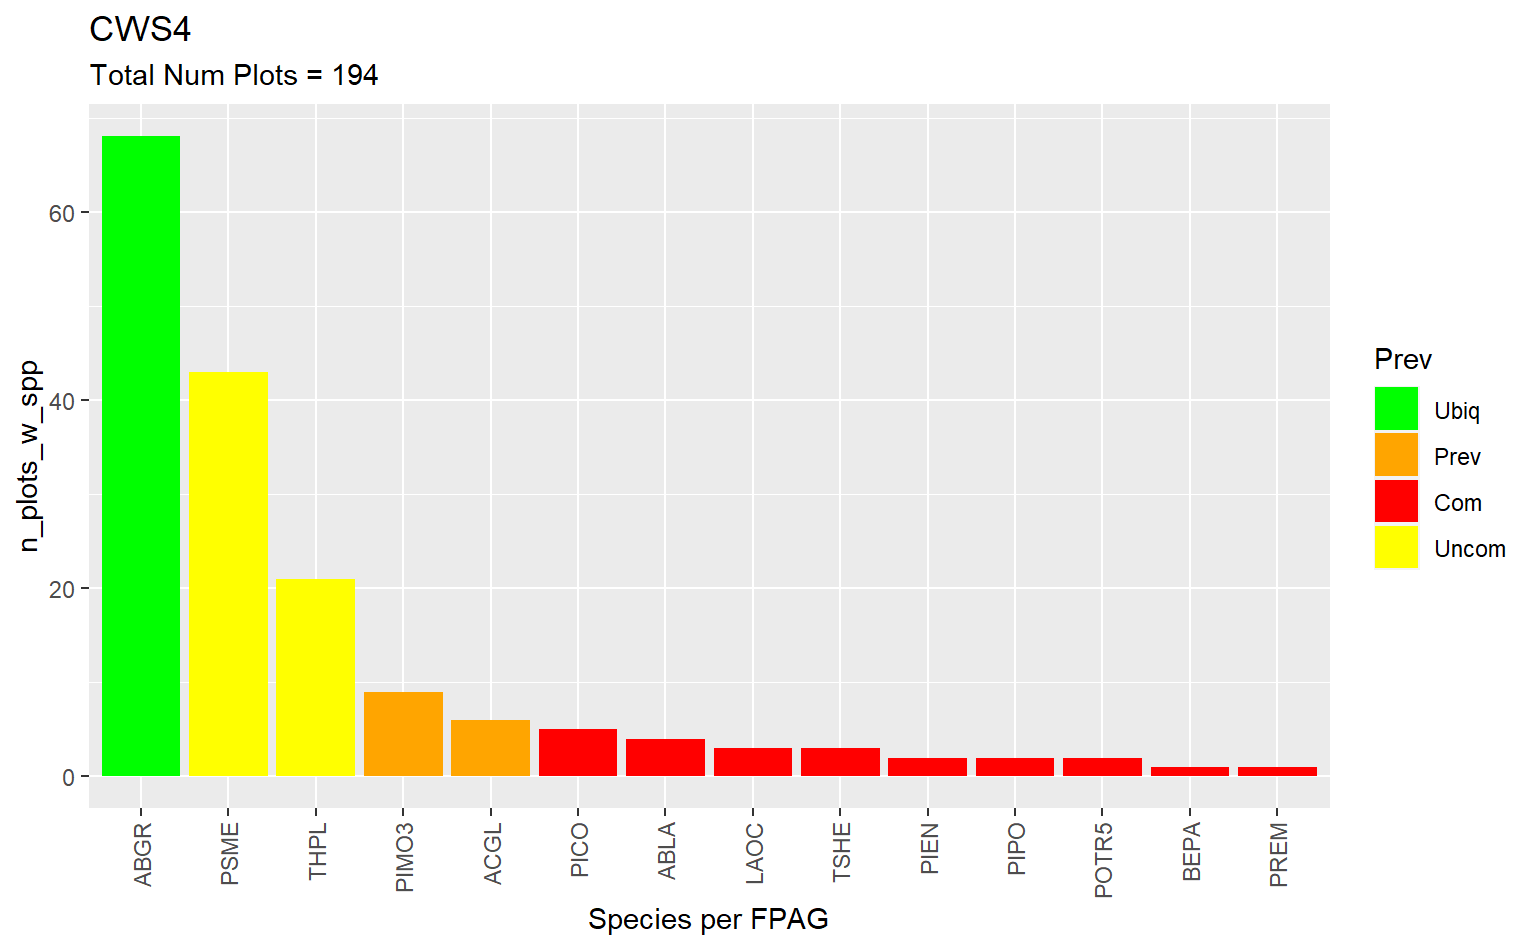 CWS4
Total Num Plots = 194
n_plots_w_spp
60
40
20
0
ABGR
PSME
THPL
PIMO3
ACGL
PICO
ABLA
LAOC
TSHE
PIEN
PIPO
POTR5
BEPA
PREM
Species per FPAG
Prev
Ubiq
Prev
Com
Uncom